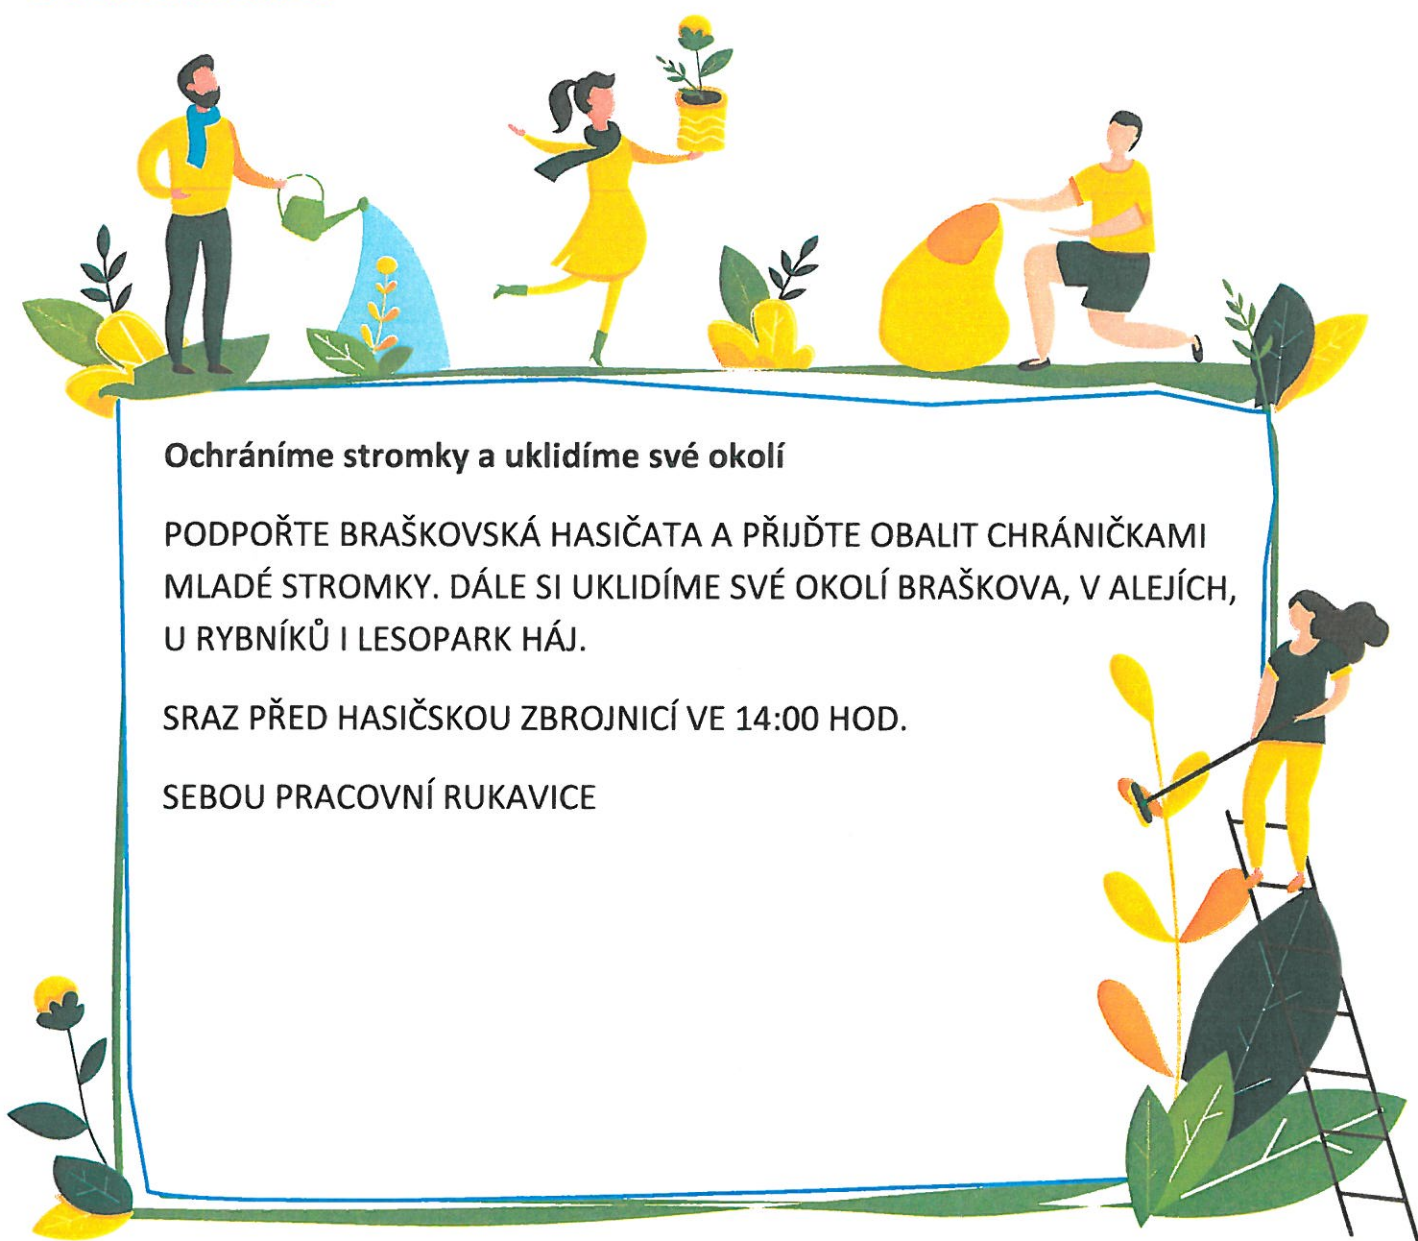 Ochráníme stromky a uklidíme své okolí
PODPOŘTE BRAŠKOVSKÁ HASIČATA A PŘIJĎTE OBALIT CHRÁNIČKAMI
MLADÉ STROMKY. DÁLE SI UKLIDÍME SVÉ OKOLÍ BRAŠKOVA, V ALEJÍCH,
U RYBNÍKŮ I LESOPARK HÁJ.
SRAZ PŘED HASIČSKOU ZBROJNICÍ VE 14:00 HOD.
SEBOU PRACOVNÍ RUKAVICE